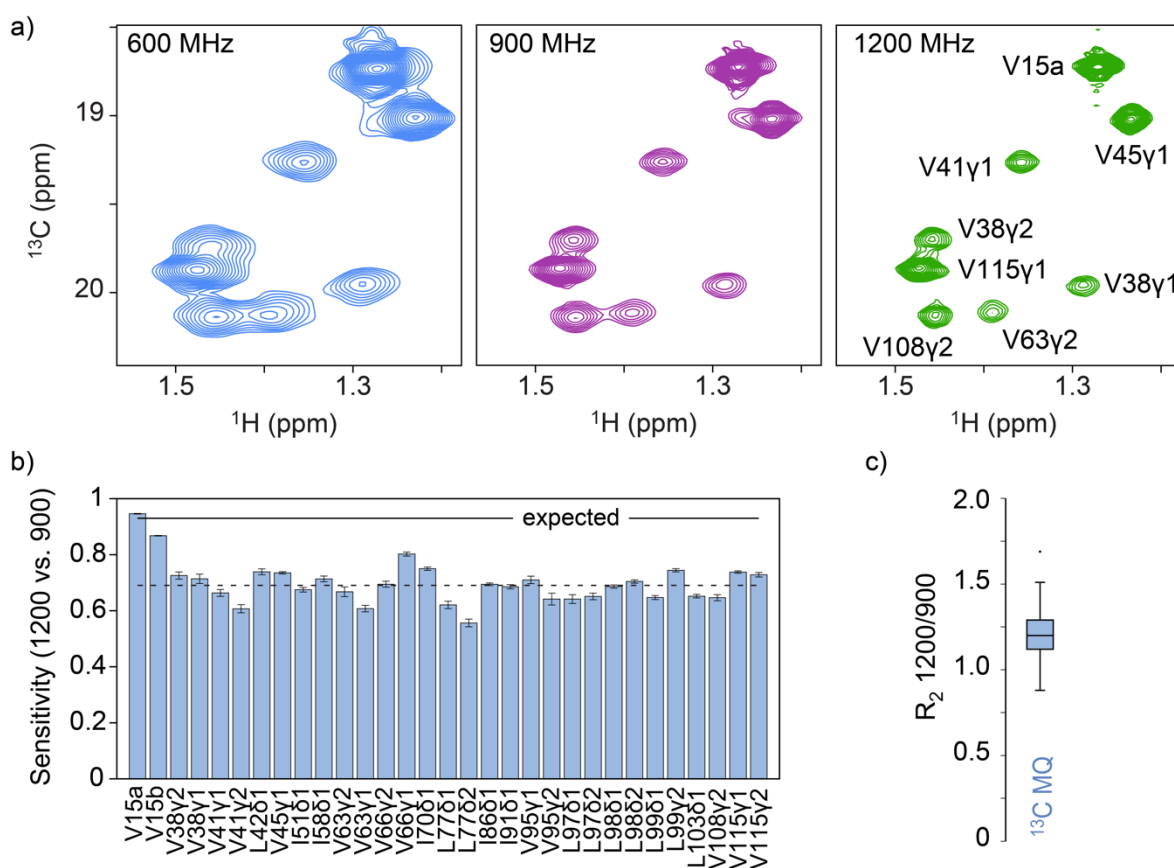 a)
600 MHz
900 MHz
1200 MHz
V15a
V45γ1
V41γ1
V38γ2
V115γ1
V38γ1
V108γ2
V63γ2
19
20
¹³C (ppm)
1.5 1.3
1.5 1.3
1.5 1.3
¹H (ppm)
¹H (ppm)
¹H (ppm)
b)
Sensitivity (1200 vs. 900)
1
0.8
0.6
0.4
0.2
0
expected
V15a
V15b
V38γ2
V38γ1
V41γ1
V41γ2
L42δ1
V45γ1
I51δ1
I58δ1
V63γ2
V63γ1
V66γ2
V66γ1
I70δ1
L77δ1
L77δ2
I86δ1
I91δ1
V95γ1
V95γ2
L97δ1
L97δ2
L98δ1
L98δ2
L99δ1
L99γ2
L103δ1
V108γ2
V115γ1
V115γ2
c)
R₂ 1200/900
2.0
1.5
1.0
0.5
0
¹³C MQ